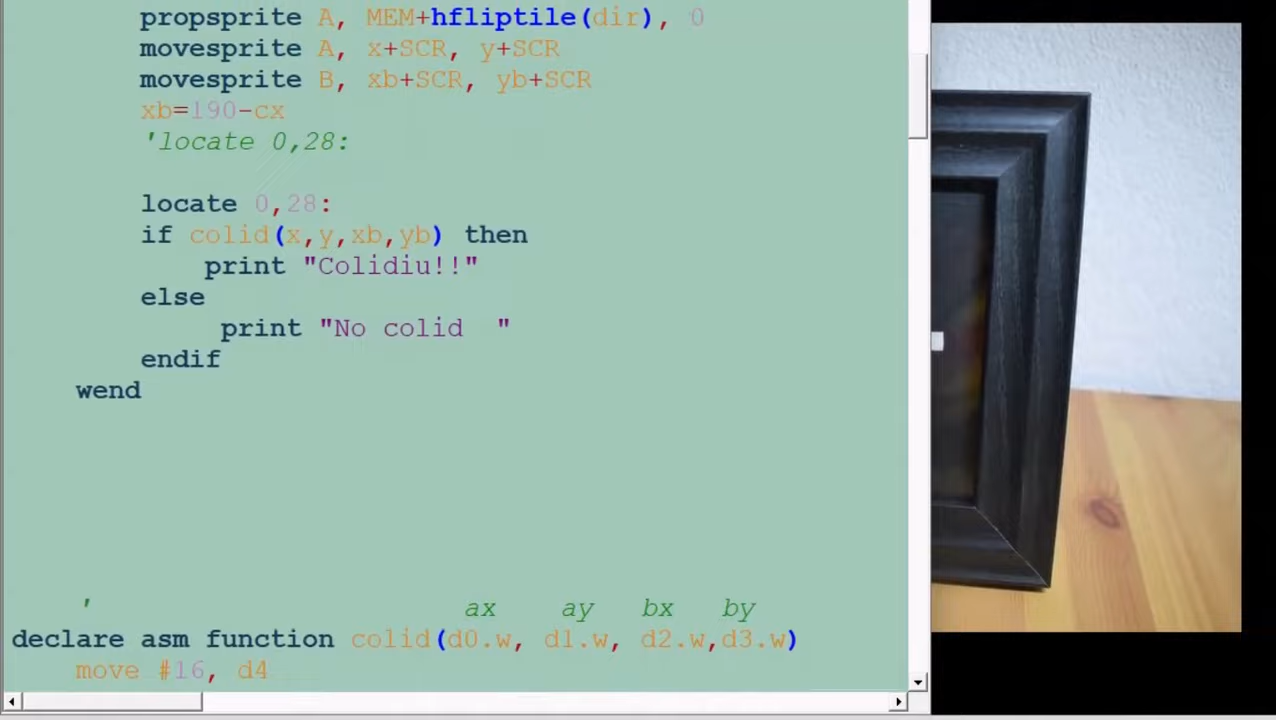 propsprite A, MEM+hfliptile(dir), 0
movesprite A, x+SCR, y+SCR
movesprite B, xb+SCR, yb+SCR
xb=190-cx
'locate 0,28:
locate 0,28:
if colid(x,y,xb,yb) then
print "Colidiu!!"
else
print "No colid  "
endif
wend
' ax ay bx by
declare asm function colid(d0.w, d1.w, d2.w,d3.w)
move #16, d4